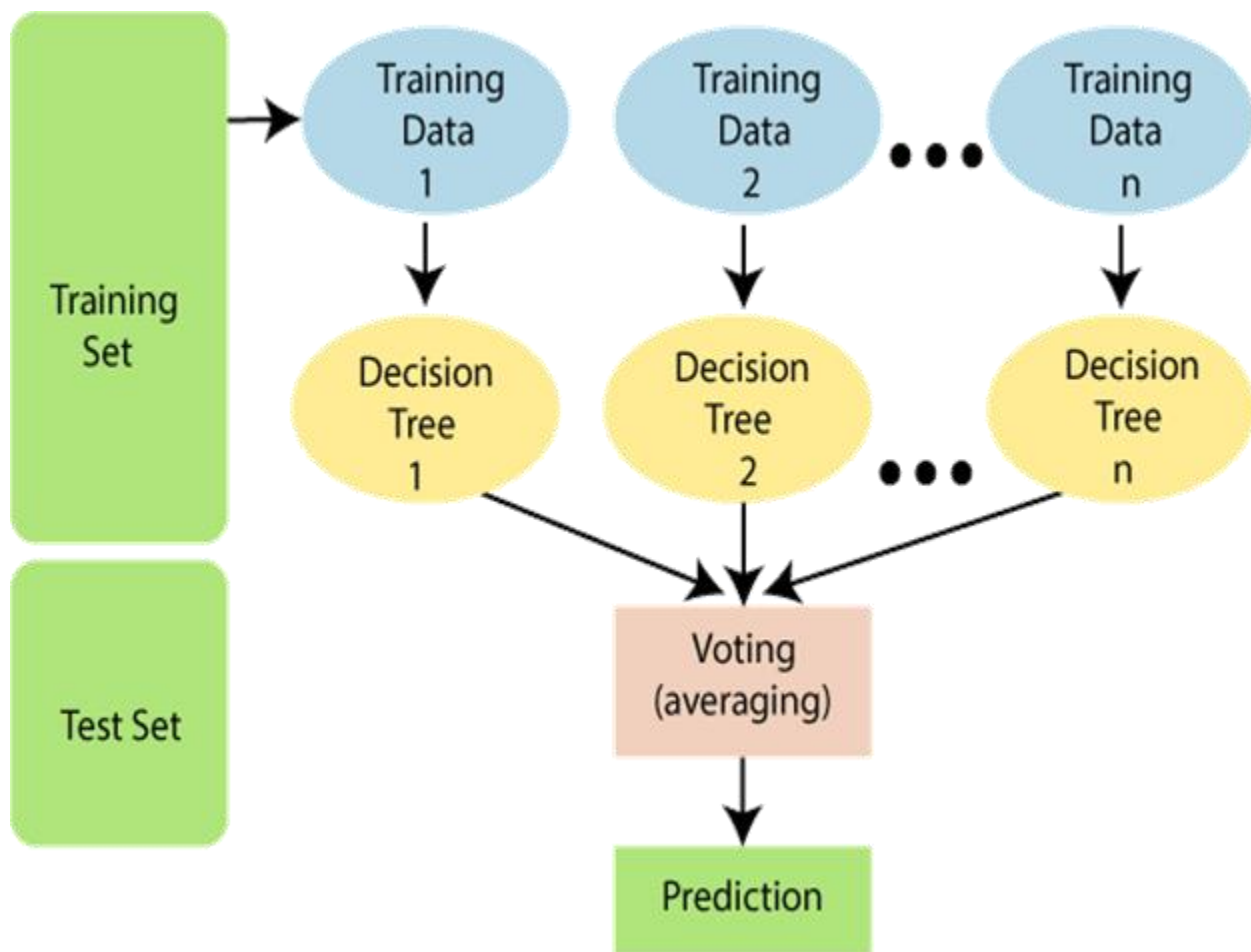 Training
Set
Training
Data
1
Training
Data
2
Training
Data
n
Decision
Tree
1
Decision
Tree
2
Decision
Tree
n
Test Set
Voting
(averaging)
Prediction